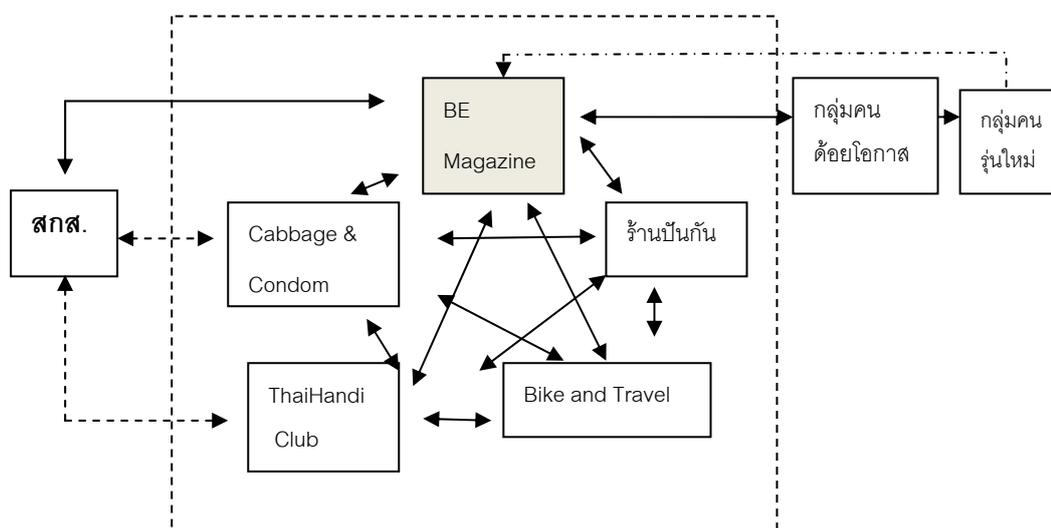 BE
Magazine
กลุ่มคน
ด้อยโอกาส
กลุ่มคน
รุ่นใหม่
สกส.
Cabbage &
Condom
ร้านปันกัน
ThaiHandi
Club
Bike and Travel